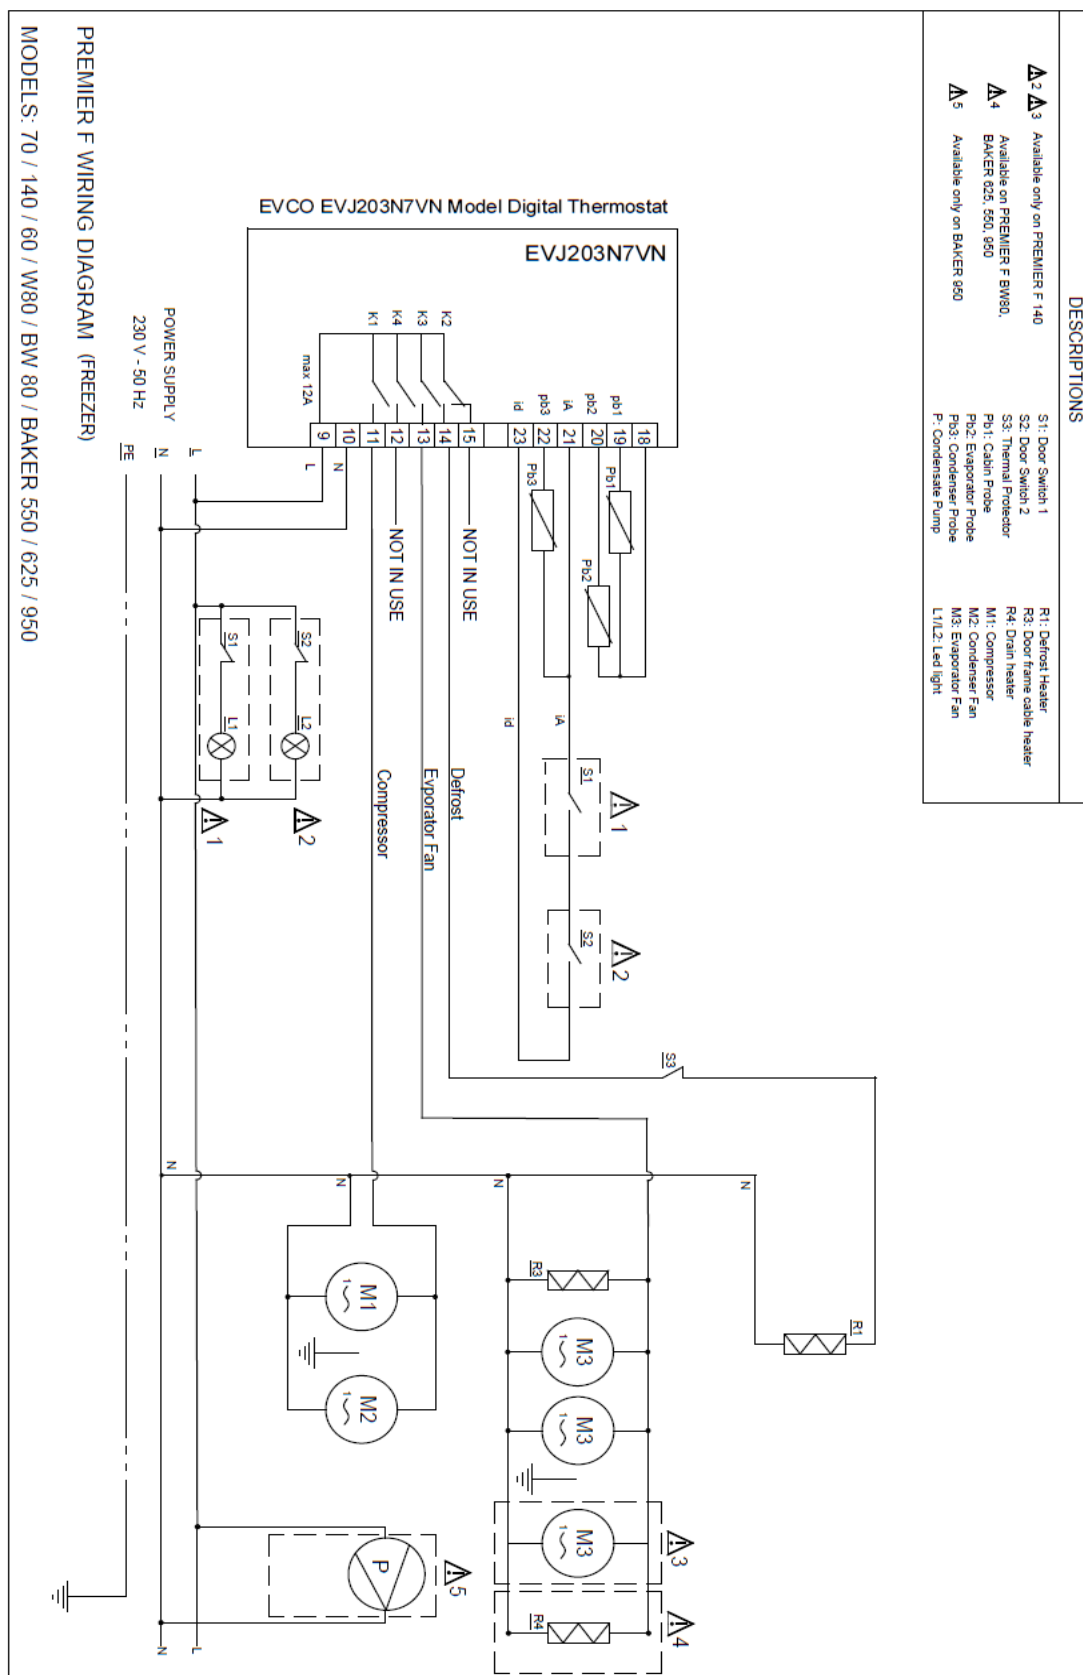 DESCRIPTIONS
⚠2 ⚠3 Available only on PREMIER F 140
⚠4 Available on PREMIER F BW80,
BAKER 625, 550, 950
⚠5 Available only on BAKER 950
S1: Door Switch 1
S2: Door Switch 2
S3: Thermal Protector
Pb1: Cabin Probe
Pb2: Evaporator Probe
Pb3: Condenser Probe
P: Condensate Pump
R1: Defrost Heater
R3: Door frame cable heater
R4: Drain heater
M1: Compressor
M2: Condenser Fan
M3: Evaporator Fan
L1/L2: Led light
EVCO EVJ203N7VN Model Digital Thermostat
EVJ203N7VN
K1
K4
K3
K2
max 12A
id
pb3
iA
pb2
pb1
9
10
11
12
13
14
15
23
22
21
20
19
18
L
N
NOT IN USE
NOT IN USE
Pb3
Pb1
Pb2
id
iA
S1
⚠1
S2
⚠2
S3
Defrost
Evporator Fan
Compressor
S1
S2
L1
L2
⚠1
⚠2
POWER SUPPLY
230 V - 50 Hz
L
N
PE
N
N
N
N
R1
R3
M3
1~
M3
1~
M3
1~
⚠3
R4
⚠4
M1
1~
M2
1~
P
⚠5
L
N
PREMIER F WIRING DIAGRAM (FREEZER)
MODELS: 70 / 140 / 60 / W80 / BW 80 / BAKER 550 / 625 / 950